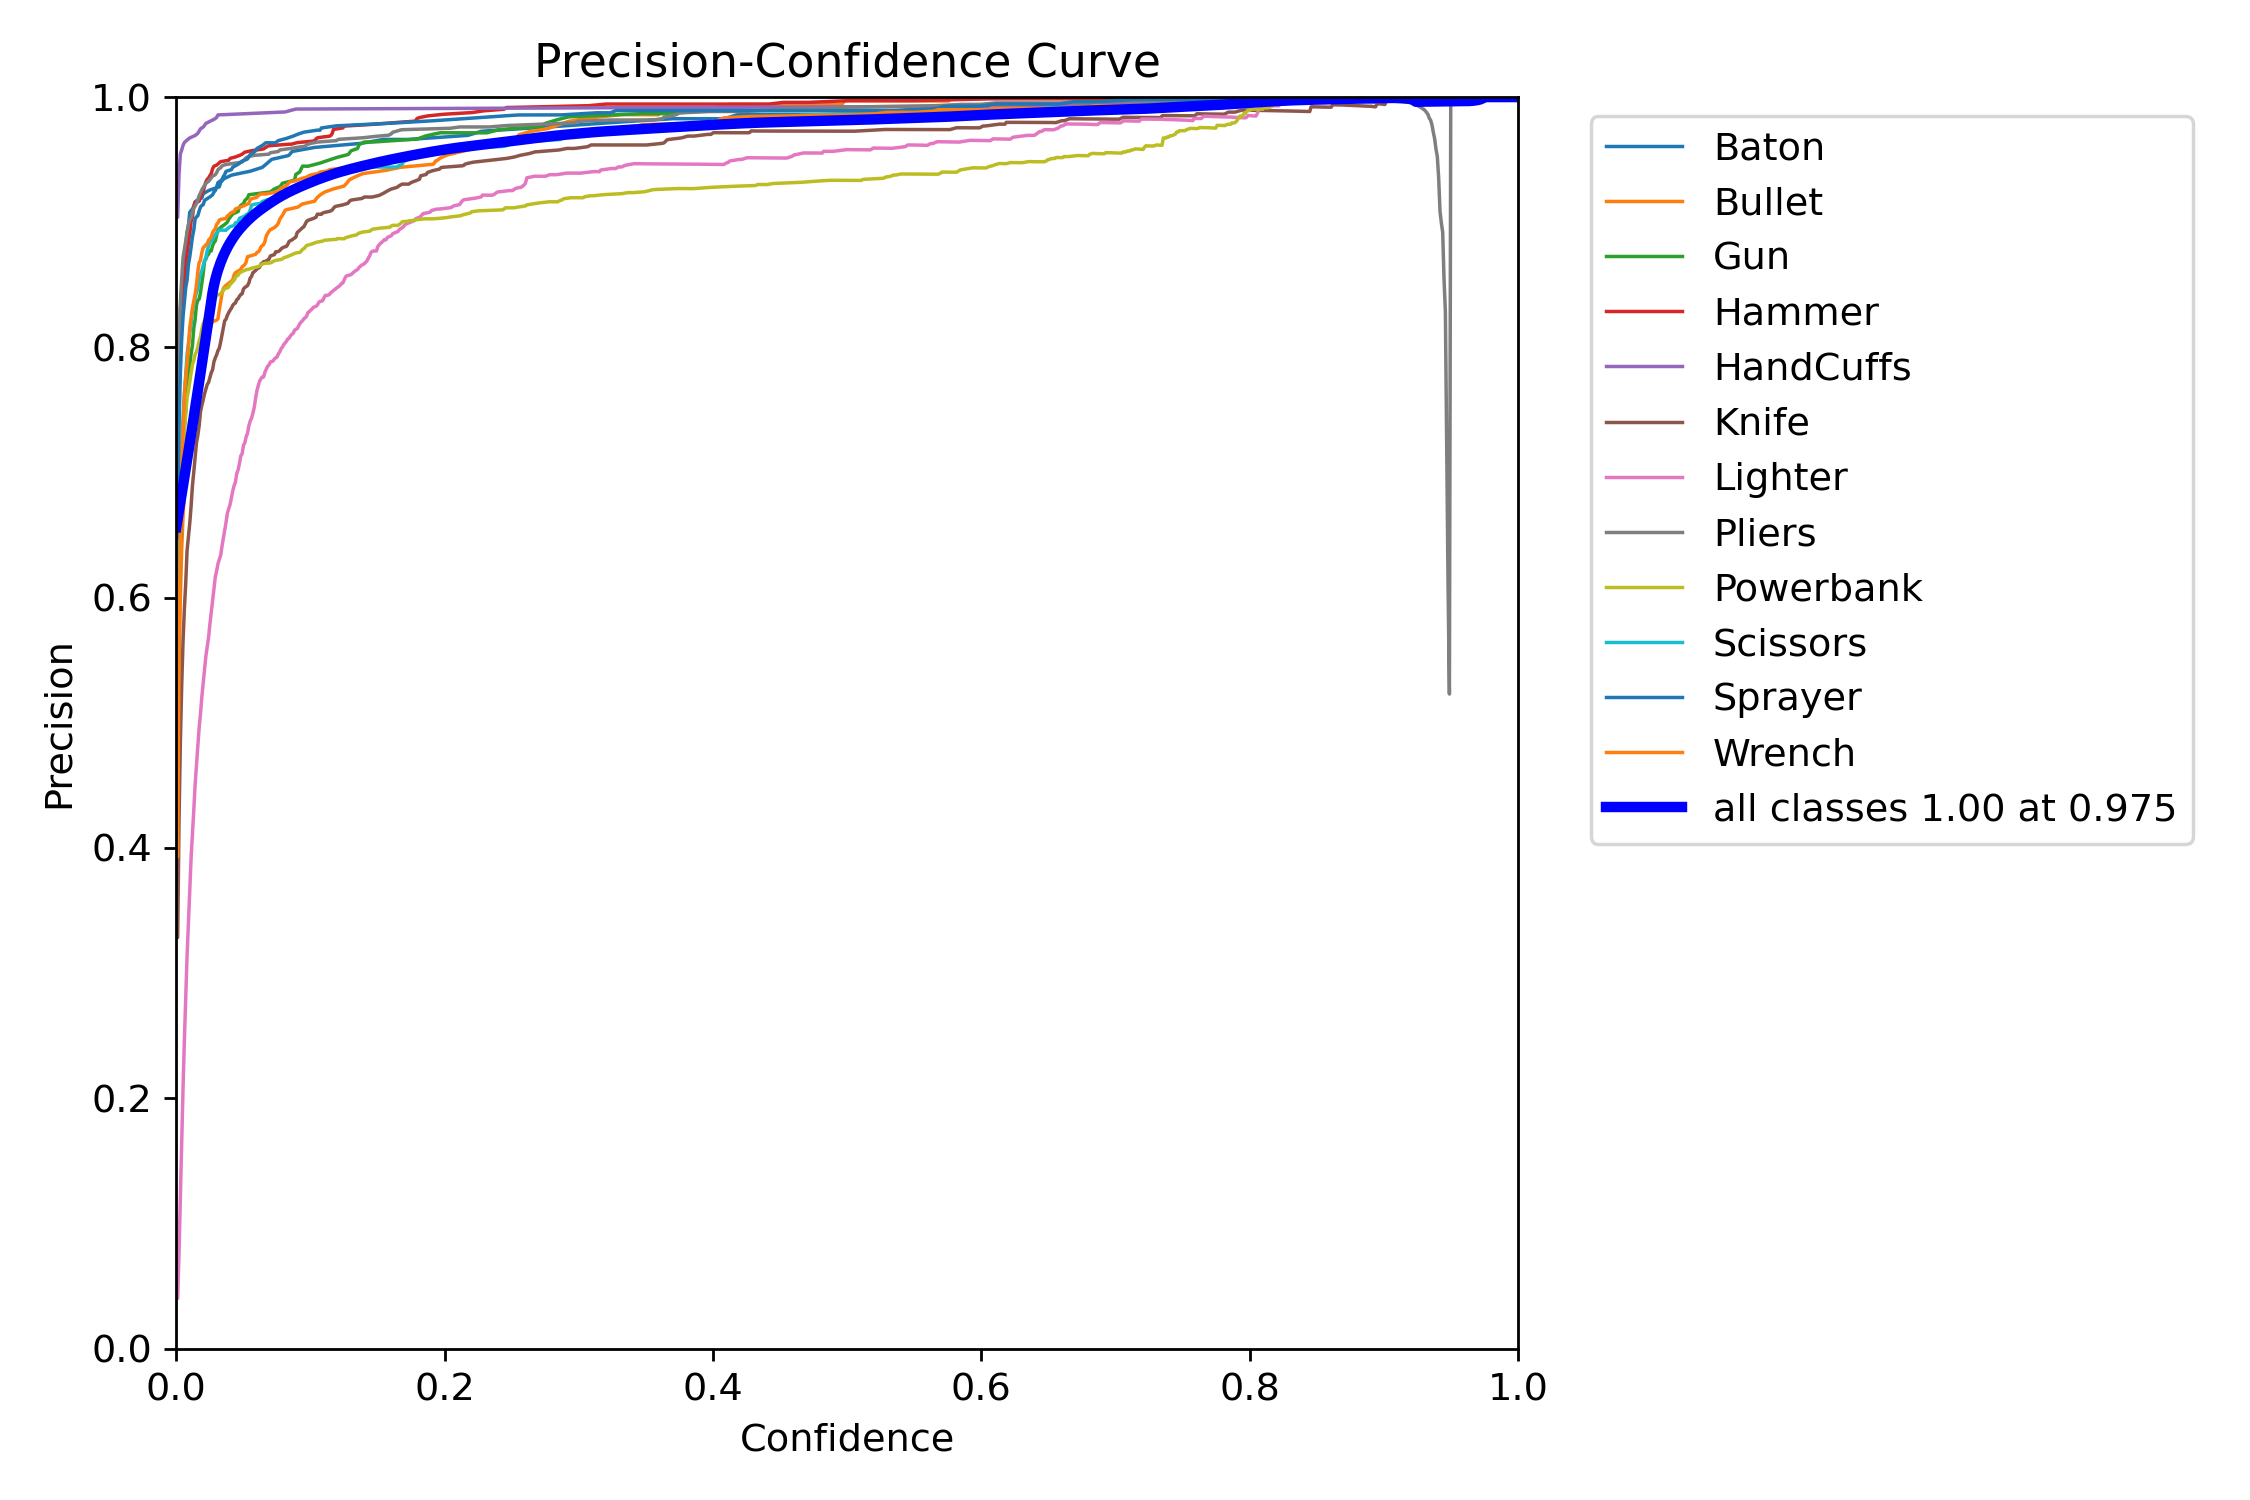 Precision-Confidence Curve
1.0
0.8
0.6
0.4
0.2
0.0
Precision
0.0 0.2 0.4 0.6 0.8 1.0
Confidence
Baton
Bullet
Gun
Hammer
HandCuffs
Knife
Lighter
Pliers
Powerbank
Scissors
Sprayer
Wrench
all classes 1.00 at 0.975